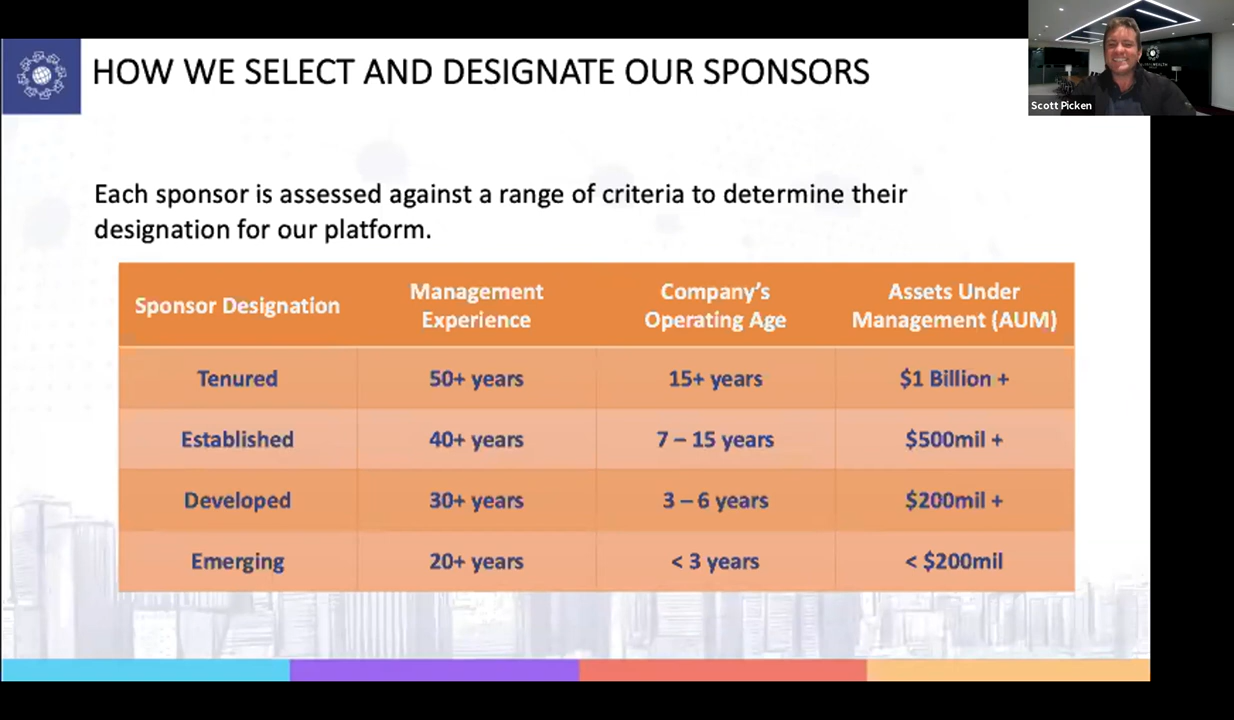 HOW WE SELECT AND DESIGNATE OUR SPONSORS
Scott Picken
Each sponsor is assessed against a range of criteria to determine their
designation for our platform.
Sponsor Designation
Management
Experience
Company's
Operating Age
Assets Under
Management (AUM)
Tenured 50+ years 15+ years $1 Billion +
Established 40+ years 7 – 15 years $500mil +
Developed 30+ years 3 – 6 years $200mil +
Emerging 20+ years < 3 years < $200mil